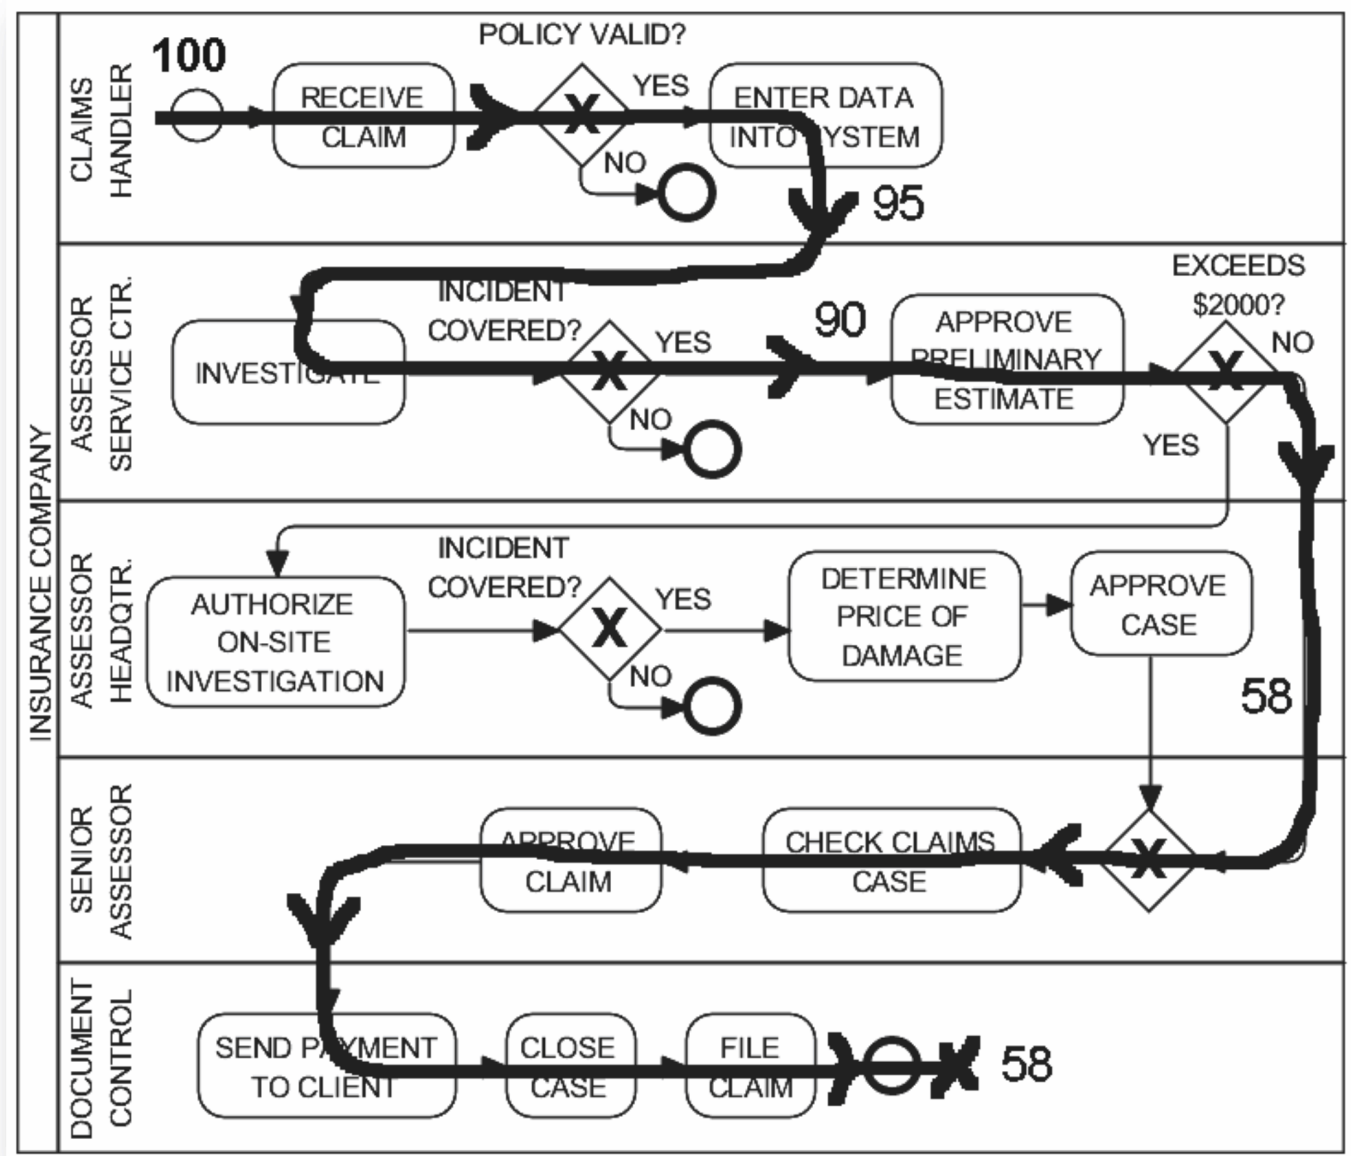 INSURANCE COMPANY
CLAIMS
HANDLER
100
RECEIVE
CLAIM
POLICY VALID?
X
YES
NO
ENTER DATA
INTO SYSTEM
95
ASSESSOR
SERVICE CTR.
INVESTIGATE
INCIDENT
COVERED?
X
YES
NO
90
APPROVE
PRELIMINARY
ESTIMATE
EXCEEDS
$2000?
X
NO
YES
ASSESSOR
HEADQTR.
AUTHORIZE
ON-SITE
INVESTIGATION
INCIDENT
COVERED?
X
YES
NO
DETERMINE
PRICE OF
DAMAGE
APPROVE
CASE
58
SENIOR
ASSESSOR
APPROVE
CLAIM
CHECK CLAIMS
CASE
X
DOCUMENT
CONTROL
SEND PAYMENT
TO CLIENT
CLOSE
CASE
FILE
CLAIM
58